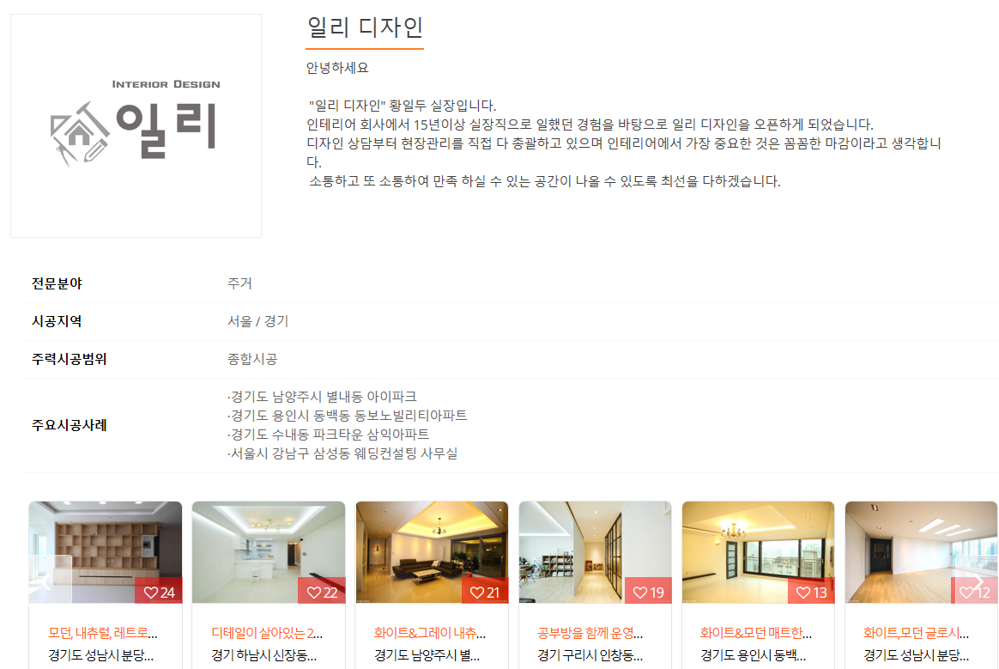 일리 디자인
INTERIOR DESIGN
일리
안녕하세요
"일리 디자인" 황일두 실장입니다.
인테리어 회사에서 15년이상 실장직으로 일했던 경험을 바탕으로 일리 디자인을 오픈하게 되었습니다.
디자인 상담부터 현장관리를 직접 다 총괄하고 있으며 인테리어에서 가장 중요한 것은 꼼꼼한 마감이라고 생각합니
다.
소통하고 또 소통하여 만족 하실 수 있는 공간이 나올 수 있도록 최선을 다하겠습니다.
전문분야 주거
시공지역 서울 / 경기
주력시공범위 종합시공
주요시공사례
·경기도 남양주시 별내동 아이파크
·경기도 용인시 동백동 동보노빌리티아파트
·경기도 수내동 파크타운 삼익아파트
·서울시 강남구 삼성동 웨딩컨설팅 사무실
24 22 21 19 13 12
모던, 내츄럴, 레트로... 디테일이 살아있는 2... 화이트&그레이 내츄... 공부방을 함께 운영... 화이트&모던 매트한... 화이트,모던 글로시...
경기도 성남시 분당... 경기 하남시 신장동... 경기도 남양주시 별... 경기 구리시 인창동... 경기도 용인시 동백... 경기도 성남시 분당...